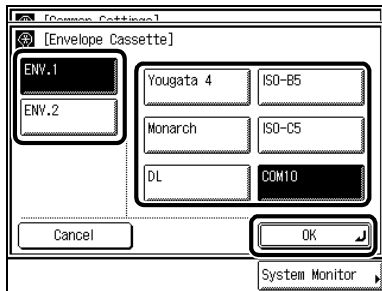 [Common Settings]
[Envelope Cassette]
ENV.1
ENV.2
Yougata 4
ISO-B5
Monarch
ISO-C5
DL
COM10
Cancel
OK
System Monitor